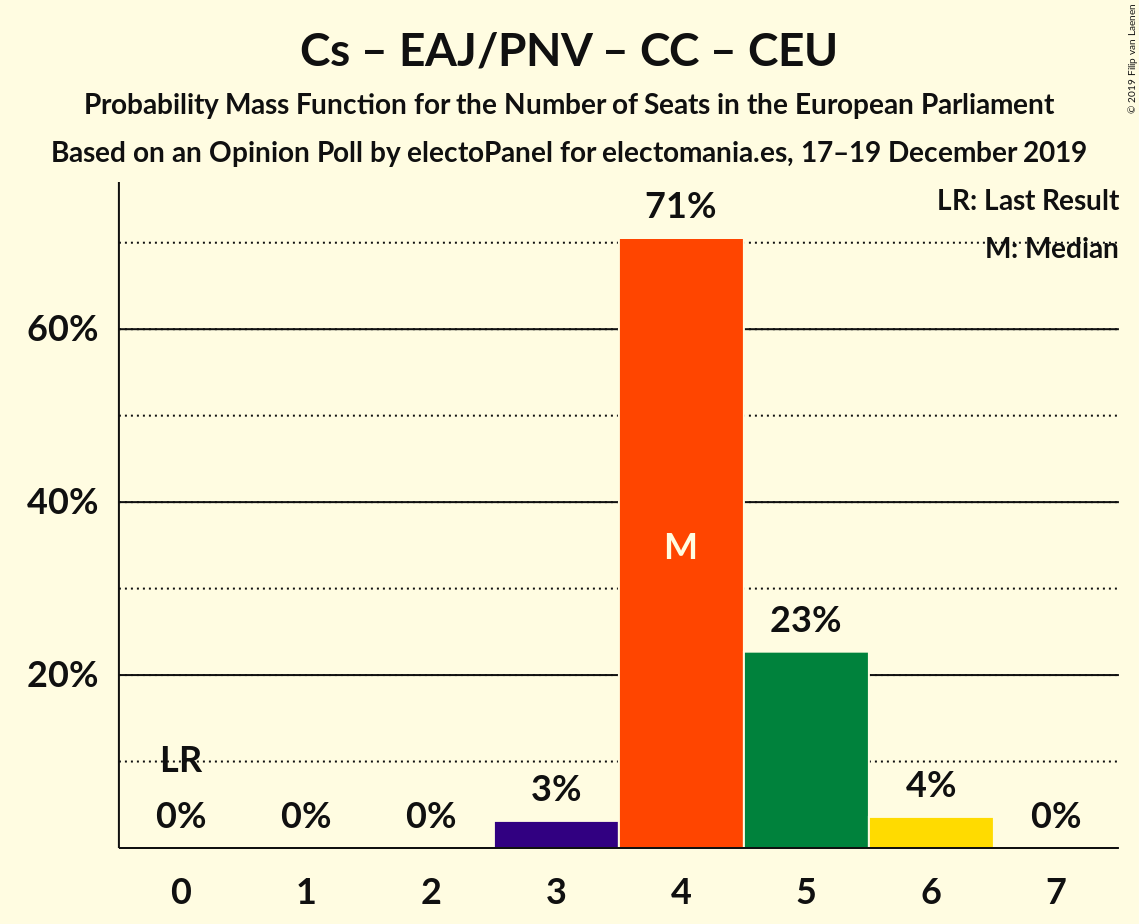 Cs – EAJ/PNV – CC – CEU
Probability Mass Function for the Number of Seats in the European Parliament
Based on an Opinion Poll by electoPanel for electomania.es, 17–19 December 2019
© 2019 Filip van Laenen
LR: Last Result
M: Median
71%
60%
40%
M
23%
20%
LR
0%
0%
0%
3%
4%
0%
0
1
2
3
4
5
6
7